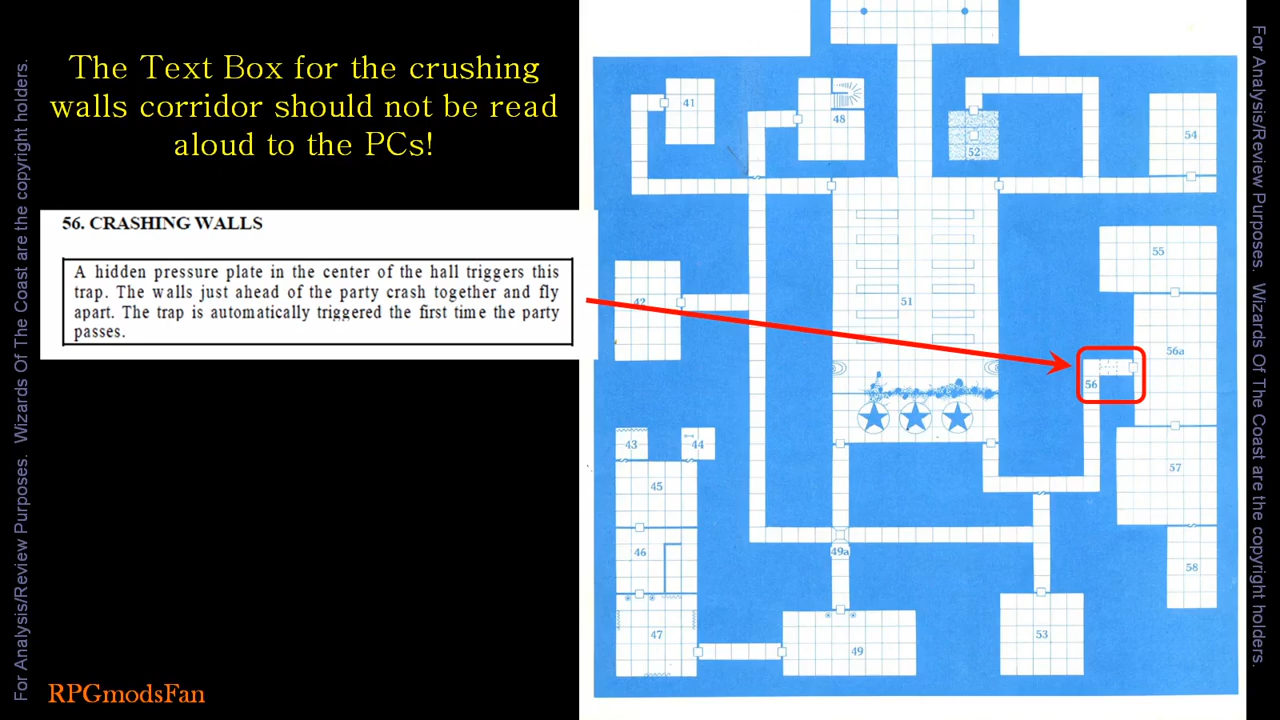 The Text Box for the crushing
walls corridor should not be read
aloud to the PCs!
56. CRASHING WALLS
A hidden pressure plate in the center of the hall triggers this
trap. The walls just ahead of the party crash together and fly
apart. The trap is automatically triggered the first time the party
passes.
RPGmodsFan
For Analysis/Review Purposes. Wizards Of The Coast are the copyright holders.
For Analysis/Review Purposes. Wizards Of The Coast are the copyright holders.
41
48
52
54
55
42
51
56a
56
43
44
45
57
46
49a
58
47
49
53